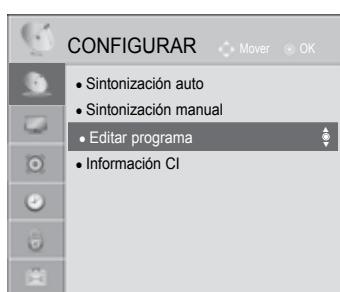 CONFIGURAR Mover OK
• Sintonización auto
• Sintonización manual
• Editar programa
• Información CI